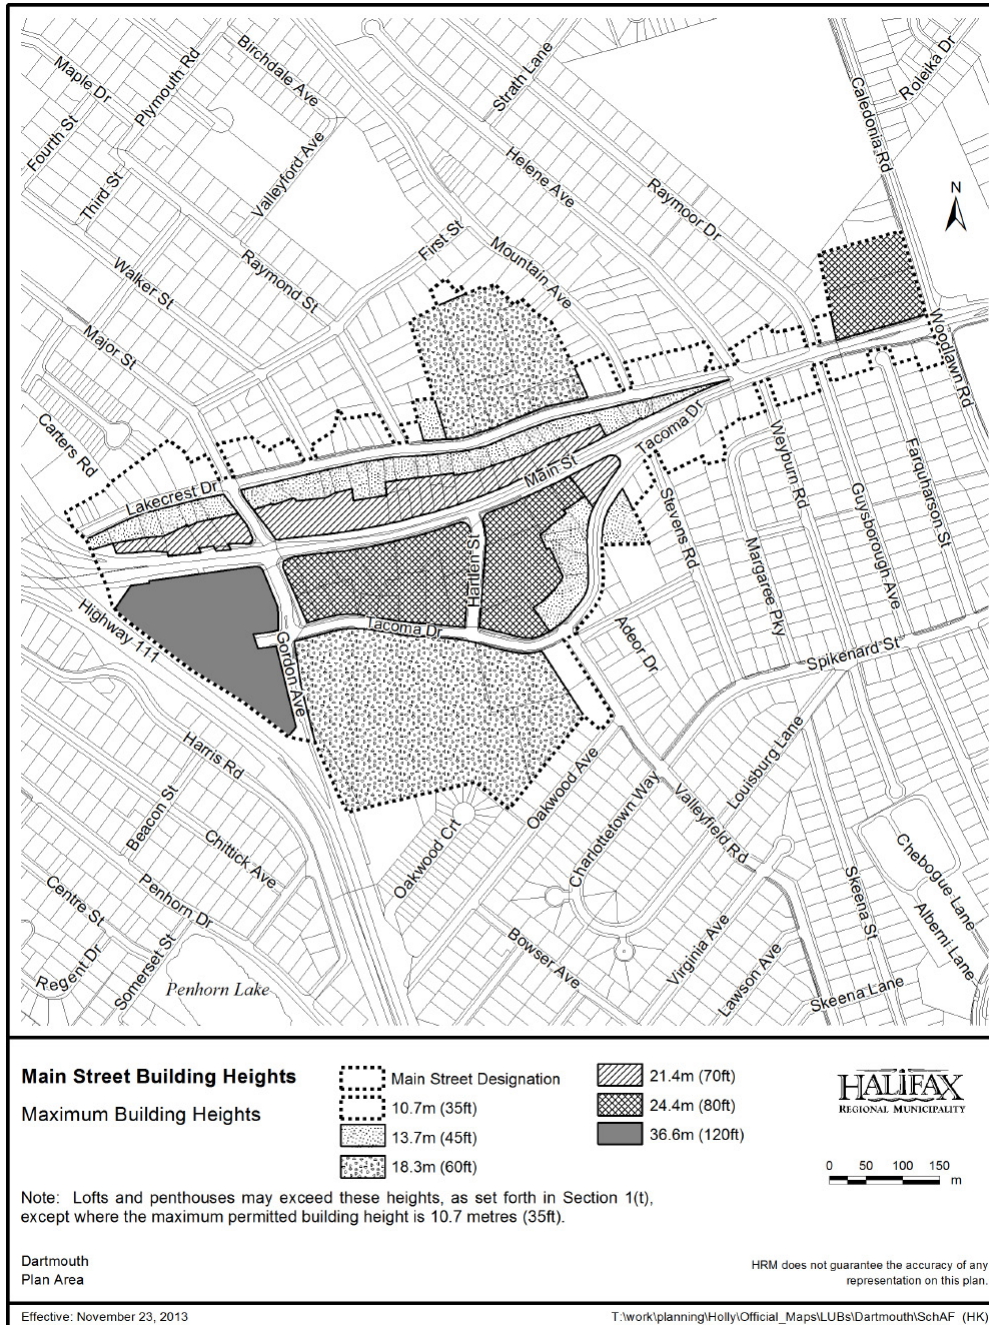 Maple Dr
Plymouth Rd
Birchdale Ave
Strath Lane
Roleika Dr
Caledonia Rd
Fourth St
Third St
Valleyford Ave
Helene Ave
Raymoor Dr
N
First St
Walker St
Raymond St
Mountain Ave
Major St
Woodlawn Rd
Carters Rd
Lakecrest Dr
Main St
Tacoma Dr
Weyburn Rd
Farquharson St
Guysborough Ave
Stevens Rd
Margaree Pky
Hartlen St
Highway 111
Gordon Ave
Tacoma Dr
Adeor Dr
Spikenard St
Harris Rd
Louisburg Lane
Beacon St
Oakwood Ave
Charlottetown Way
Valleyfield Rd
Chittick Ave
Oakwood Crt
Centre St
Penhorn Dr
Skeena St
Chebogue Lane
Alberni Lane
Regent Dr
Somerset St
Penhorn Lake
Bowser Ave
Virginia Ave
Lawson Ave
Skeena Lane
Main Street Building Heights
Maximum Building Heights
Main Street Designation
10.7m (35ft)
13.7m (45ft)
18.3m (60ft)
21.4m (70ft)
24.4m (80ft)
36.6m (120ft)
HALIFAX
REGIONAL MUNICIPALITY
0 50 100 150
m
Note: Lofts and penthouses may exceed these heights, as set forth in Section 1(t),
except where the maximum permitted building height is 10.7 metres (35ft).
Dartmouth
Plan Area
HRM does not guarantee the accuracy of any
representation on this plan.
Effective: November 23, 2013
T:\work\planning\Holly\Official_Maps\LUBs\Dartmouth\SchAF (HK)